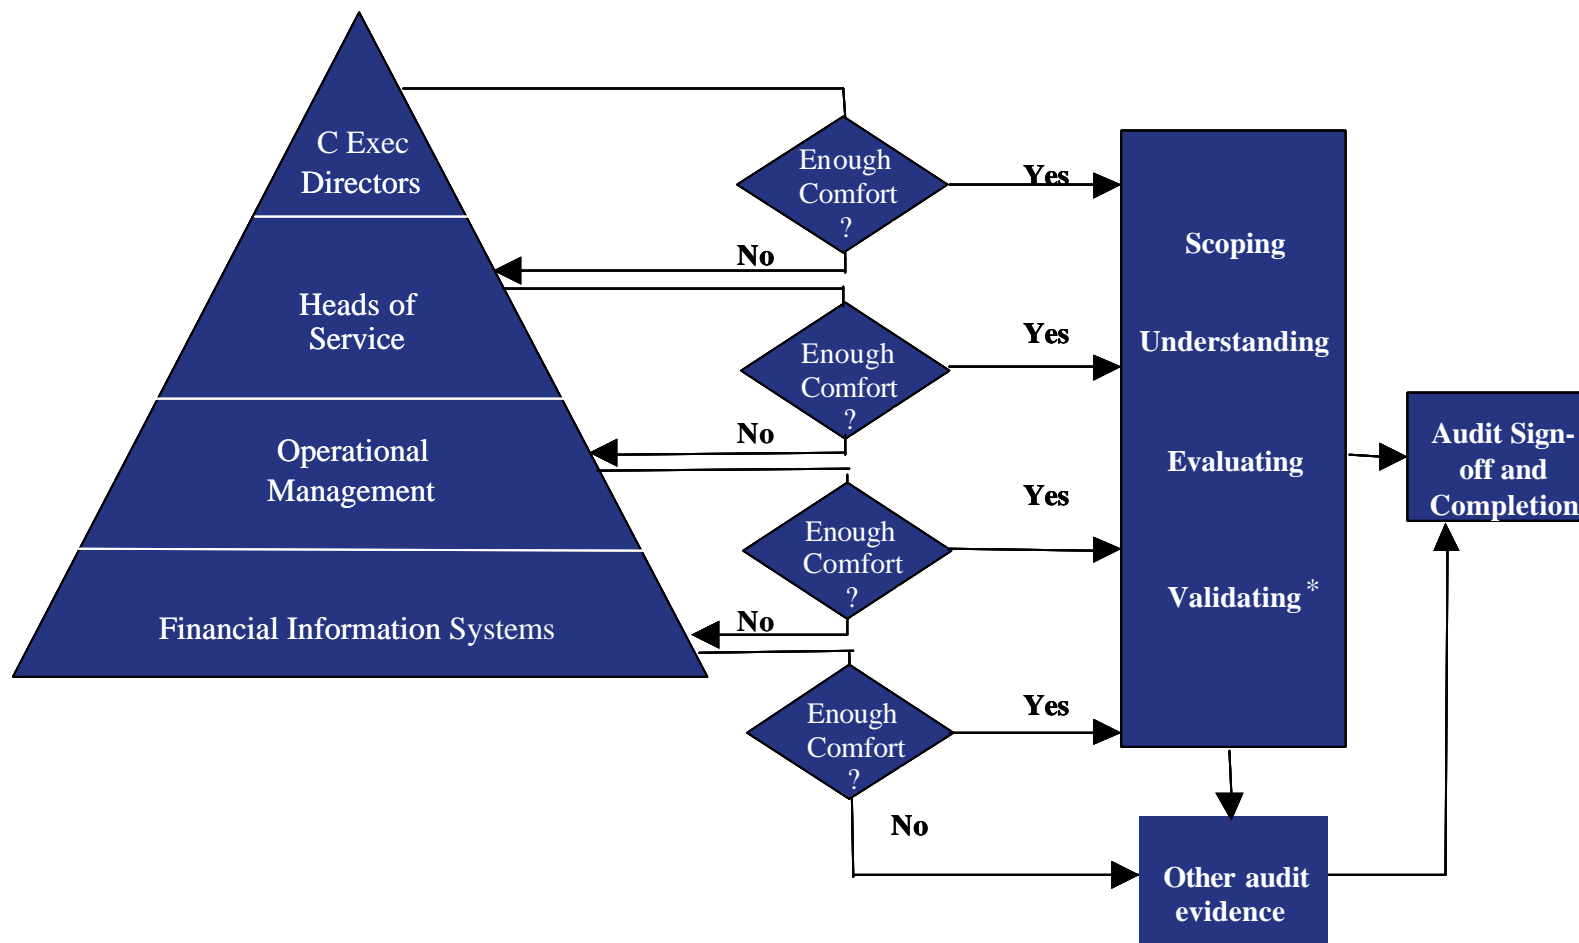 C Exec
Directors
Heads of
Service
Operational
Management
Financial Information Systems
Enough
Comfort
?
Yes
No
Enough
Comfort
?
Yes
No
Enough
Comfort
?
Yes
No
Enough
Comfort
?
Yes
No
Scoping
Understanding
Evaluating
Validating *
Audit Sign-
off and
Completion
Other audit
evidence